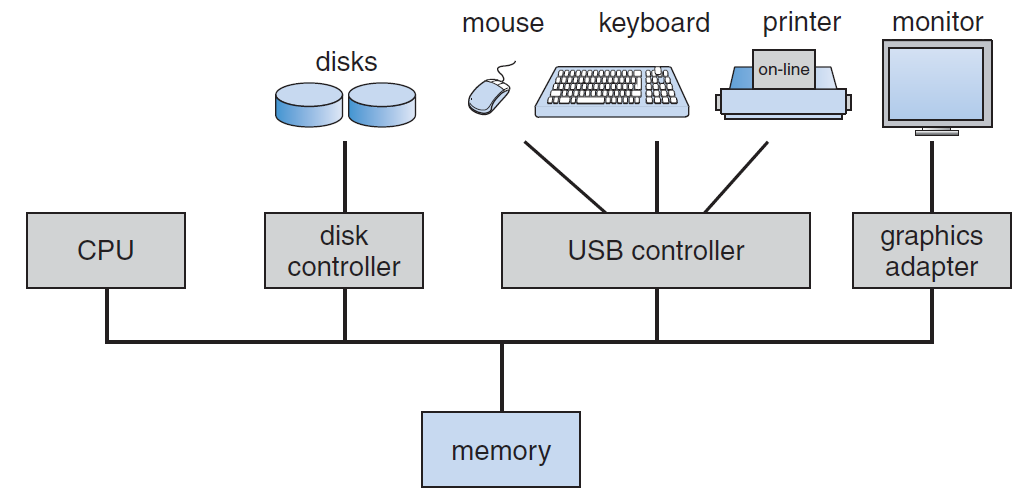 mouse
keyboard
printer
monitor
disks
on-line
CPU
disk
controller
USB controller
graphics
adapter
memory